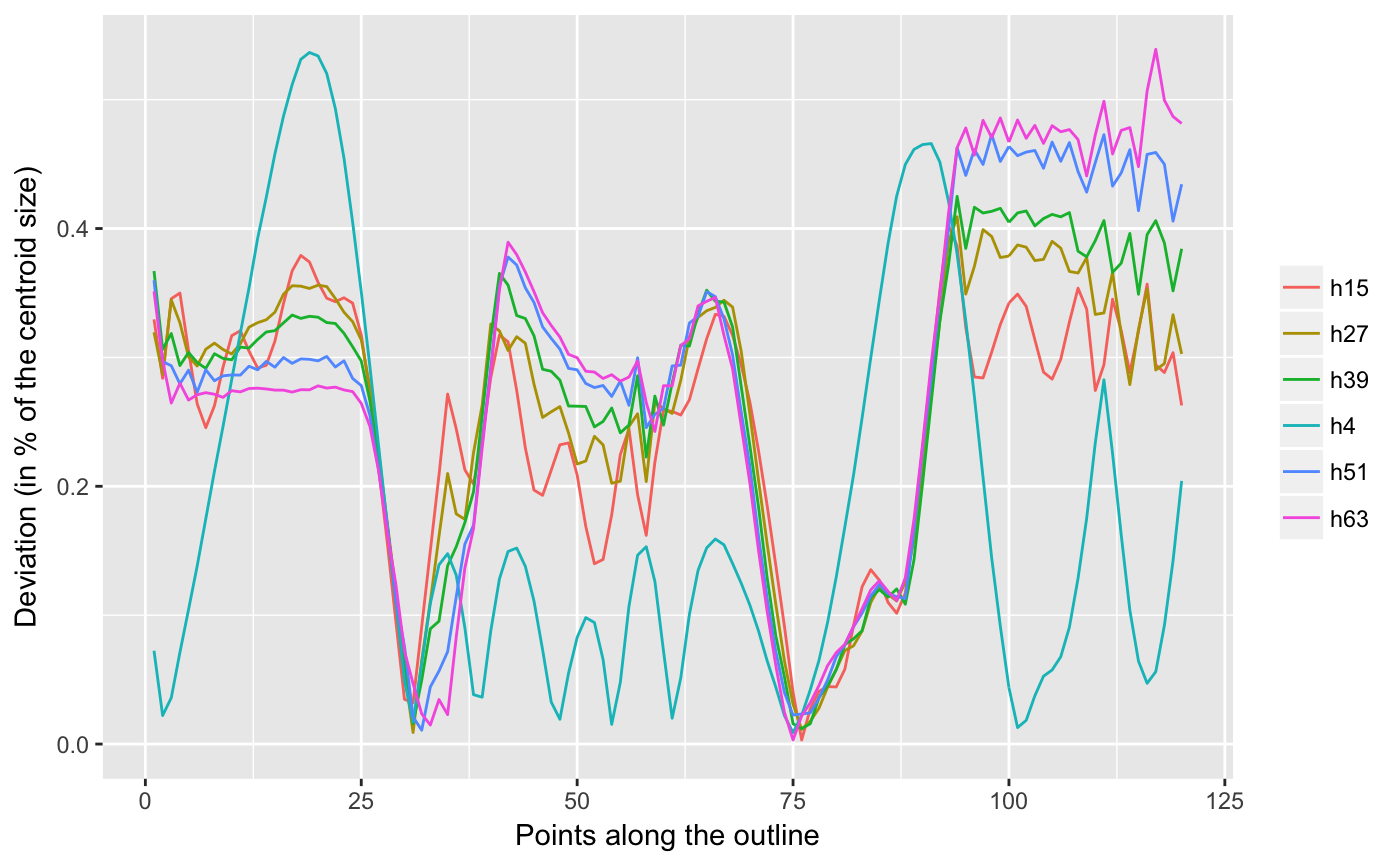 Deviation (in % of the centroid size)
0.4
0.2
0.0
0 25 50 75 100 125
Points along the outline
h15
h27
h39
h4
h51
h63